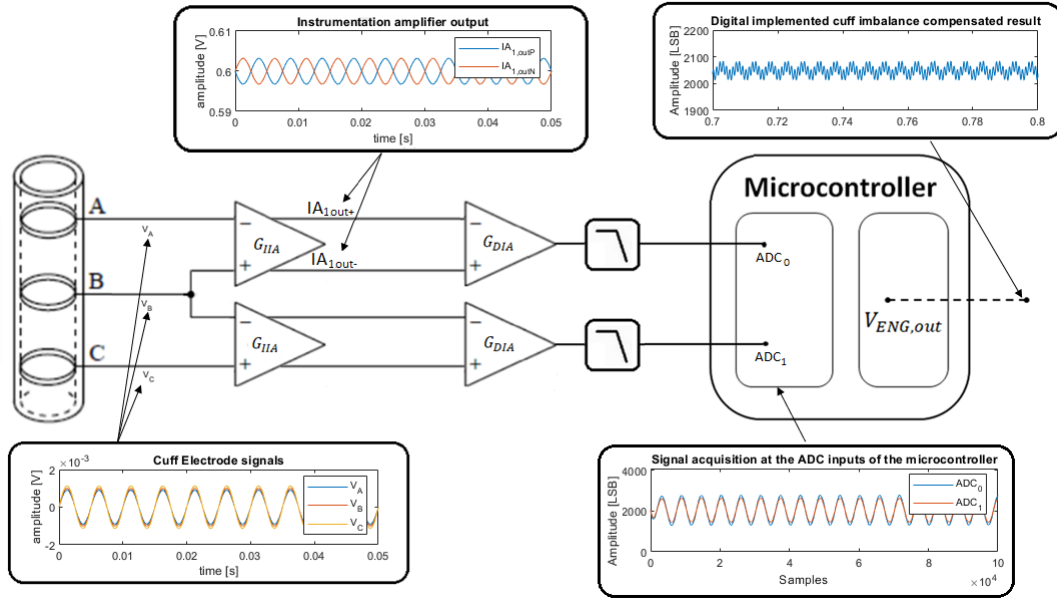 Instrumentation amplifier output
amplitude [V]
0.61
0.6
0.59
IA1,outP
IA1,outN
0 0.01 0.02 0.03 0.04 0.05
time [s]
Digital implemented cuff imbalance compensated result
Amplitude [LSB]
2200
2100
2000
1900
0.7 0.72 0.74 0.76 0.78 0.8
A
B
C
VA
VB
VC
GIIA
− +
IA1out+
IA1out-
GDIA
− +
GIIA
− +
GDIA
− +
Microcontroller
ADC0
ADC1
VENG,out
Cuff Electrode signals
×10-3
amplitude [V]
2
0
-2
VA
VB
VC
0 0.01 0.02 0.03 0.04 0.05
time [s]
Signal acquisition at the ADC inputs of the microcontroller
amplitude [LSB]
4000
2000
0
ADC0
ADC1
0 2 4 6 8 10
Samples
×104